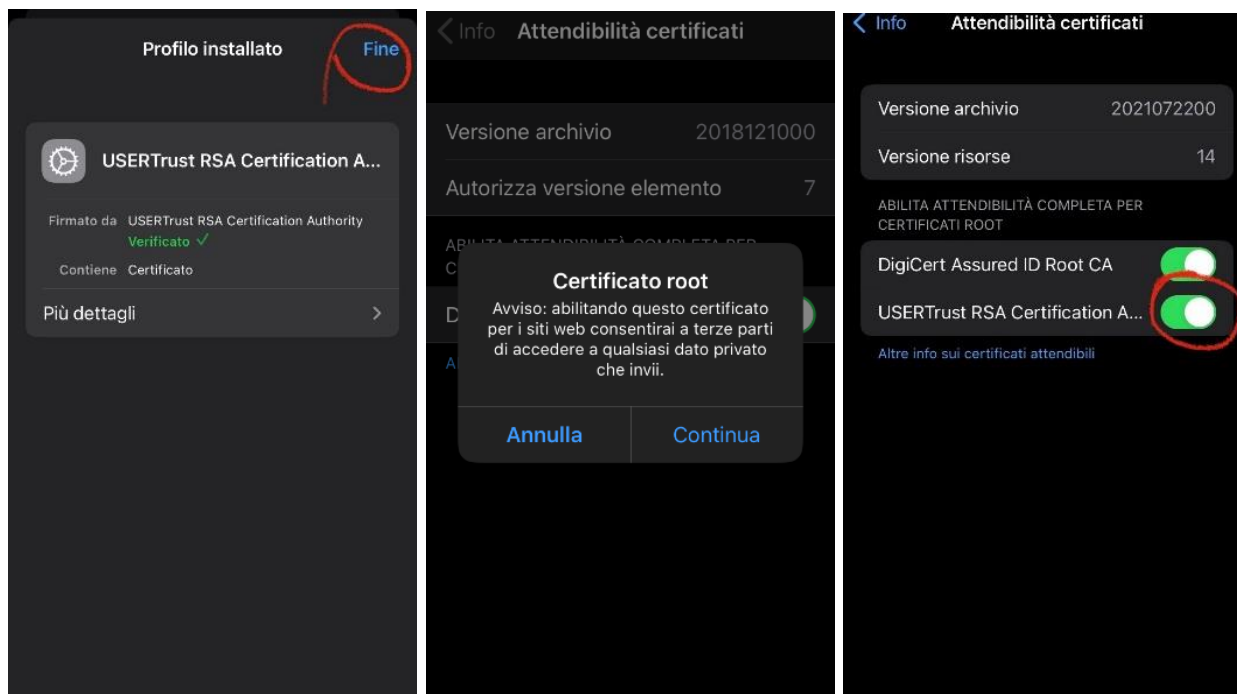 Profilo installato
Fine
USERTrust RSA Certification A...
Firmato da USERTrust RSA Certification Authority
Verificato ✓
Contiene Certificato
Più dettagli
Info Attendibilità certificati
Versione archivio 2018121000
Autorizza versione elemento 7
ABILITA ATTENDIBILITÀ COMPLETA PER
C
D
A
Certificato root
Avviso: abilitando questo certificato
per i siti web consentirai a terze parti
di accedere a qualsiasi dato privato
che invii.
Annulla Continua
Info Attendibilità certificati
Versione archivio 2021072200
Versione risorse 14
ABILITA ATTENDIBILITÀ COMPLETA PER
CERTIFICATI ROOT
DigiCert Assured ID Root CA
USERTrust RSA Certification A...
Altre info sui certificati attendibili